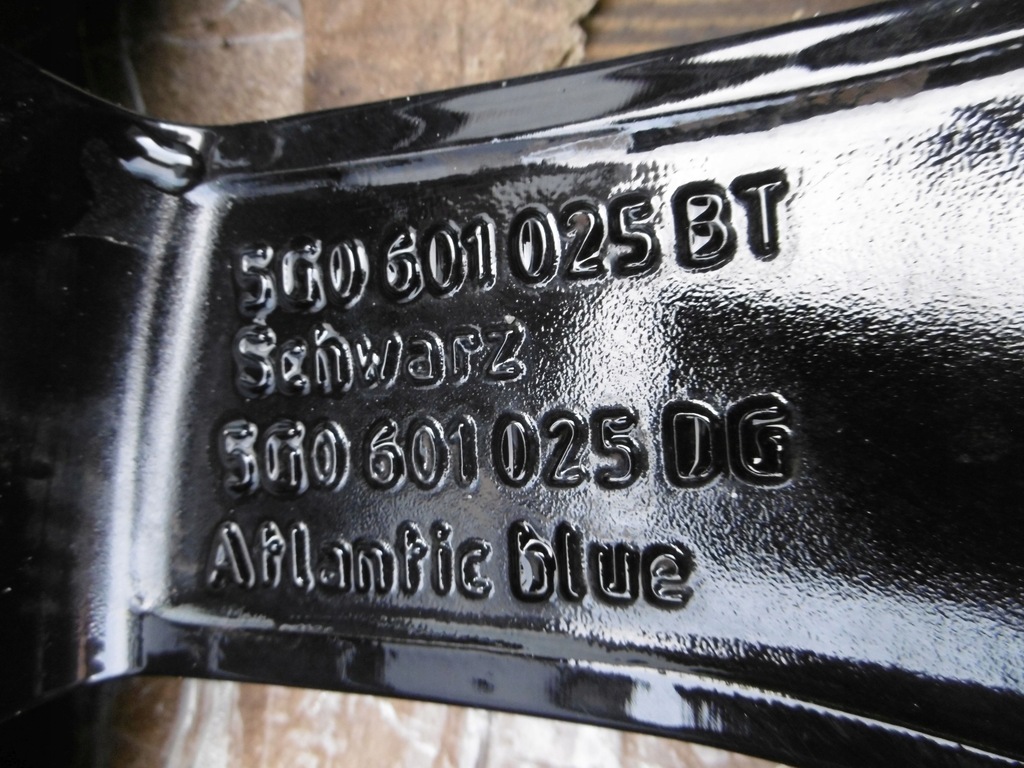 5G0 601 025 BT
Schwarz
5G0 601 025 DG
Atlantic blue